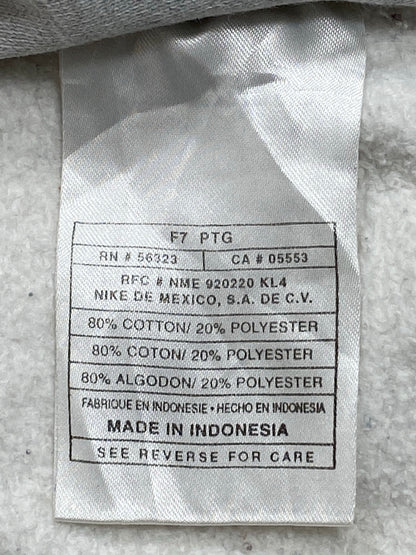 F7 PTG
RN # 56323 CA # 05553
RFC # NME 920220 KL4
NIKE DE MEXICO, S.A. DE C.V.
80% COTTON/ 20% POLYESTER
80% COTON/ 20% POLYESTER
80% ALGODON/ 20% POLYESTER
FABRIQUE EN INDONESIE • HECHO EN INDONESIA
MADE IN INDONESIA
SEE REVERSE FOR CARE